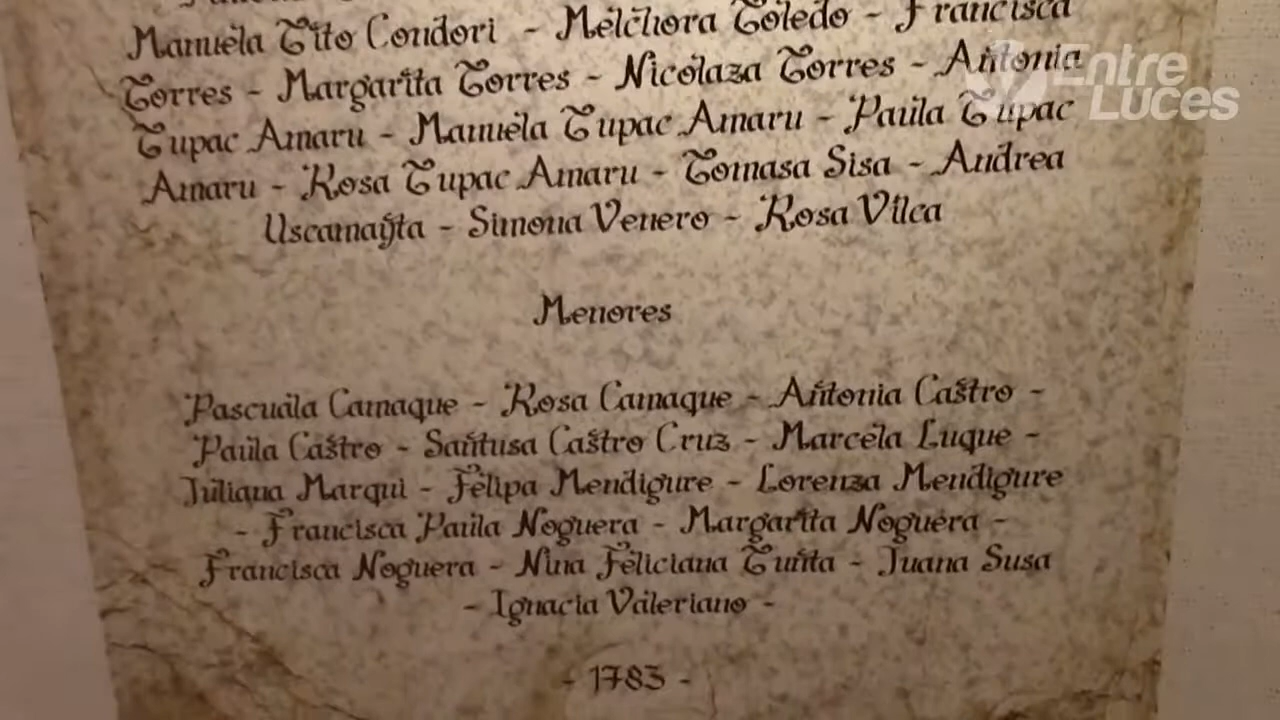 Manuela Tito Condori - Melchora Toledo - Francisca
Torres - Margarita Torres - Nicolaza Torres - Antonia
Tupac Amaru - Manuela Tupac Amaru - Paula Tupac
Amaru - Rosa Tupac Amaru - Tomasa Sisa - Andrea
Uscamayta - Simona Venero - Rosa Vilca
Menores
Pascuala Camaque - Rosa Camaque - Antonia Castro -
Paula Castro - Santusa Castro Cruz - Marcela Luque -
Juliana Marqui - Felipa Mendigure - Lorenza Mendigure
- Francisca Paula Noguera - Margarita Noguera -
Francisca Noguera - Nina Feliciana Tunta - Juana Susa
- Ignacia Valeriano -
- 1783 -
Entre
Luces